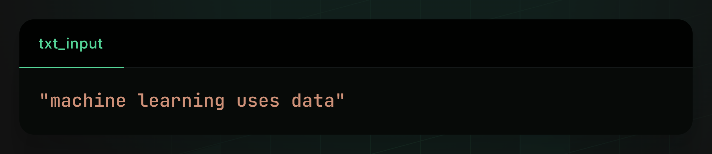 txt_input
"machine learning uses data"